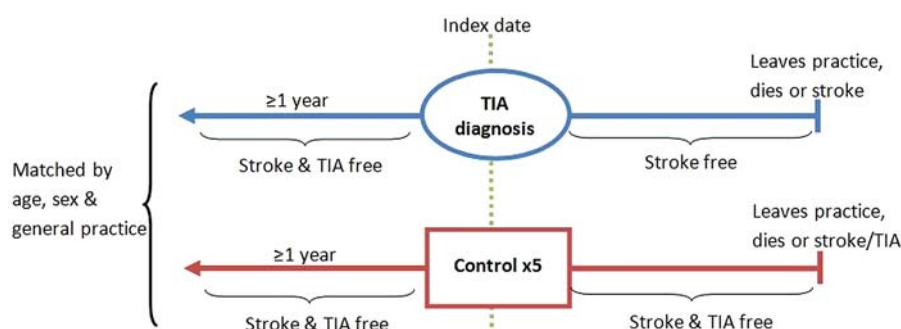 Index date
Leaves practice,
dies or stroke
≥1 year
TIA
diagnosis
Stroke & TIA free
Stroke free
Matched by
age, sex &
general practice
Leaves practice,
dies or stroke/TIA
≥1 year
Control x5
Stroke & TIA free
Stroke & TIA free